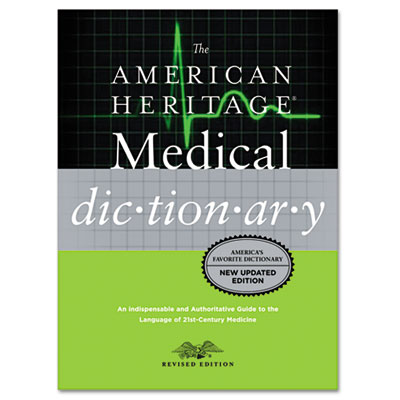 The
AMERICAN
HERITAGE®
Medical
dic·tion·ar·y
AMERICA'S
FAVORITE DICTIONARY
NEW UPDATED
EDITION
An Indispensable and Authoritative Guide to the
Language of 21st-Century Medicine
REVISED EDITION